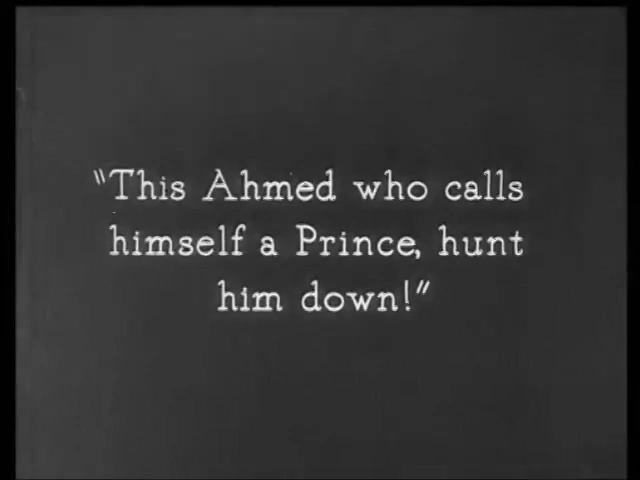 "This Ahmed who calls
himself a Prince, hunt
him down!"